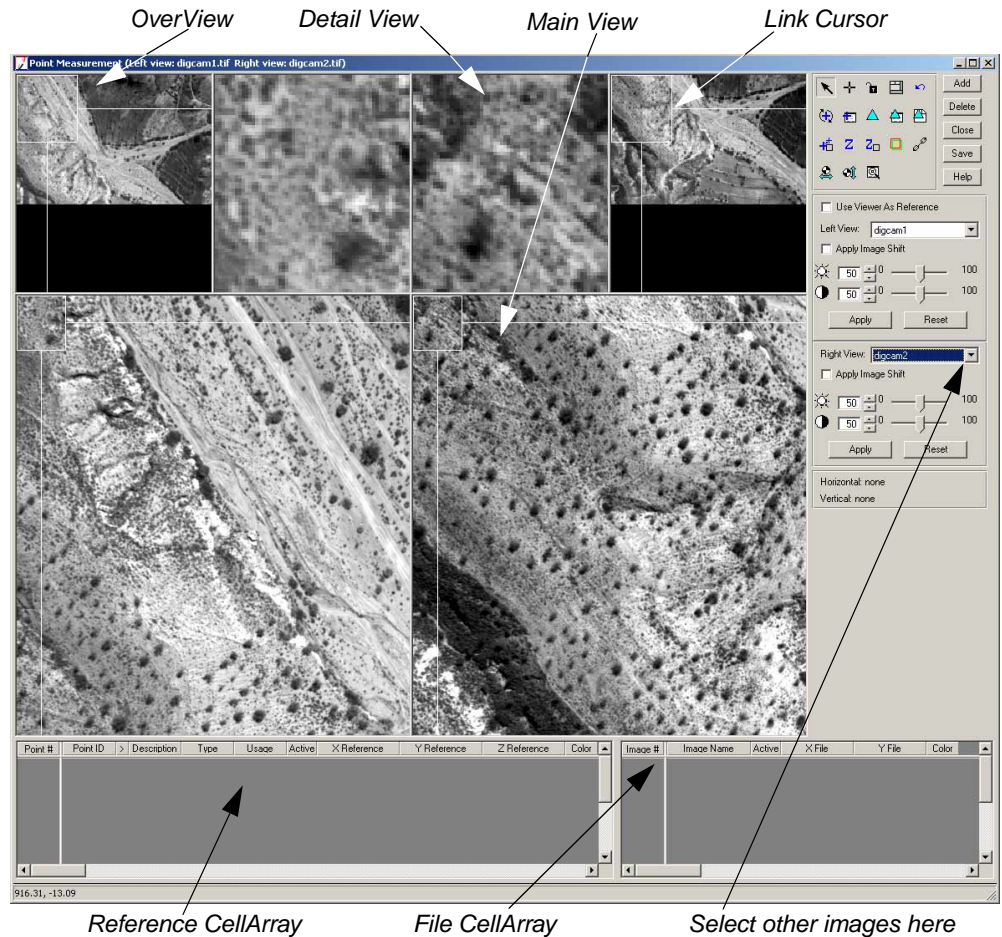 OverView Detail View Main View Link Cursor
Point Measurement (Left view: digcam1.tif Right view: digcam2.tif)
Add
Delete
Close
Save
Help
Use Viewer As Reference
Left View: digcam1
Apply Image Shift
50 0 100
50 0 100
Apply Reset
Right View: digcam2
Apply Image Shift
50 0 100
50 0 100
Apply Reset
Horizontal: none
Vertical: none
Point # Point ID > Description Type Usage Active X Reference Y Reference Z Reference Color
Image # Image Name Active X File Y File Color
916.31, -13.09
Reference CellArray File CellArray Select other images here